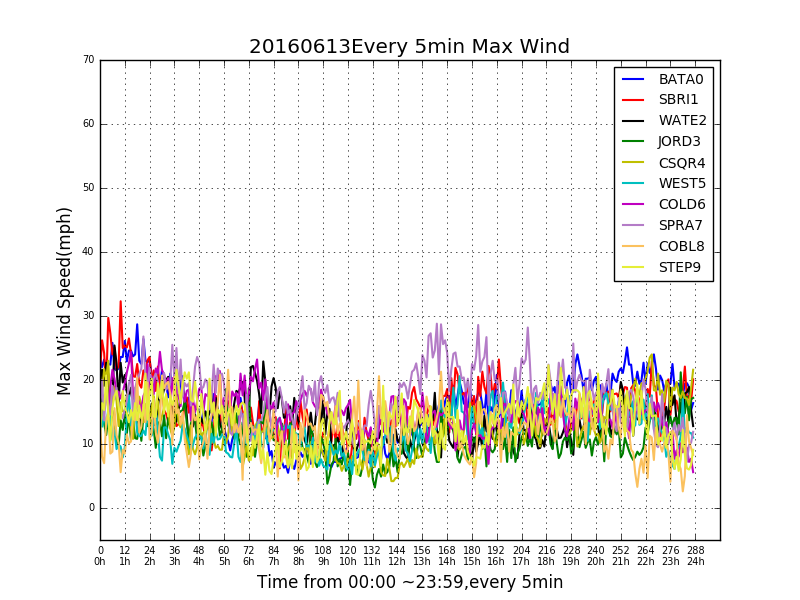 20160613Every 5min Max Wind
70
60
50
40
30
20
10
0
Max Wind Speed(mph)
BATA0
SBRI1
WATE2
JORD3
CSQR4
WEST5
COLD6
SPRA7
COBL8
STEP9
0 12 24 36 48 60 72 84 96 108 120 132 144 156 168 180 192 204 216 228 240 252 264 276 288
0h 1h 2h 3h 4h 5h 6h 7h 8h 9h 10h 11h 12h 13h 14h 15h 16h 17h 18h 19h 20h 21h 22h 23h 24h
Time from 00:00 ~23:59,every 5min